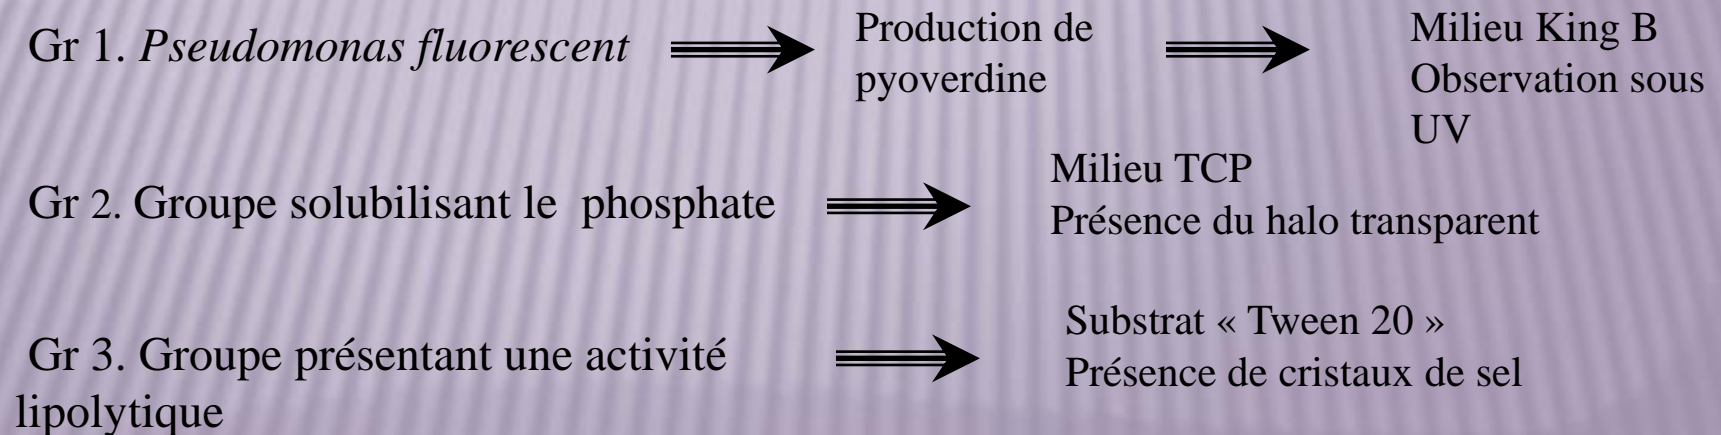 Gr 1. Pseudomonas fluorescent
Production de
pyoverdine
Milieu King B
Observation sous
UV
Gr 2. Groupe solubilisant le phosphate
Milieu TCP
Présence du halo transparent
Gr 3. Groupe présentant une activité
lipolytique
Substrat « Tween 20 »
Présence de cristaux de sel